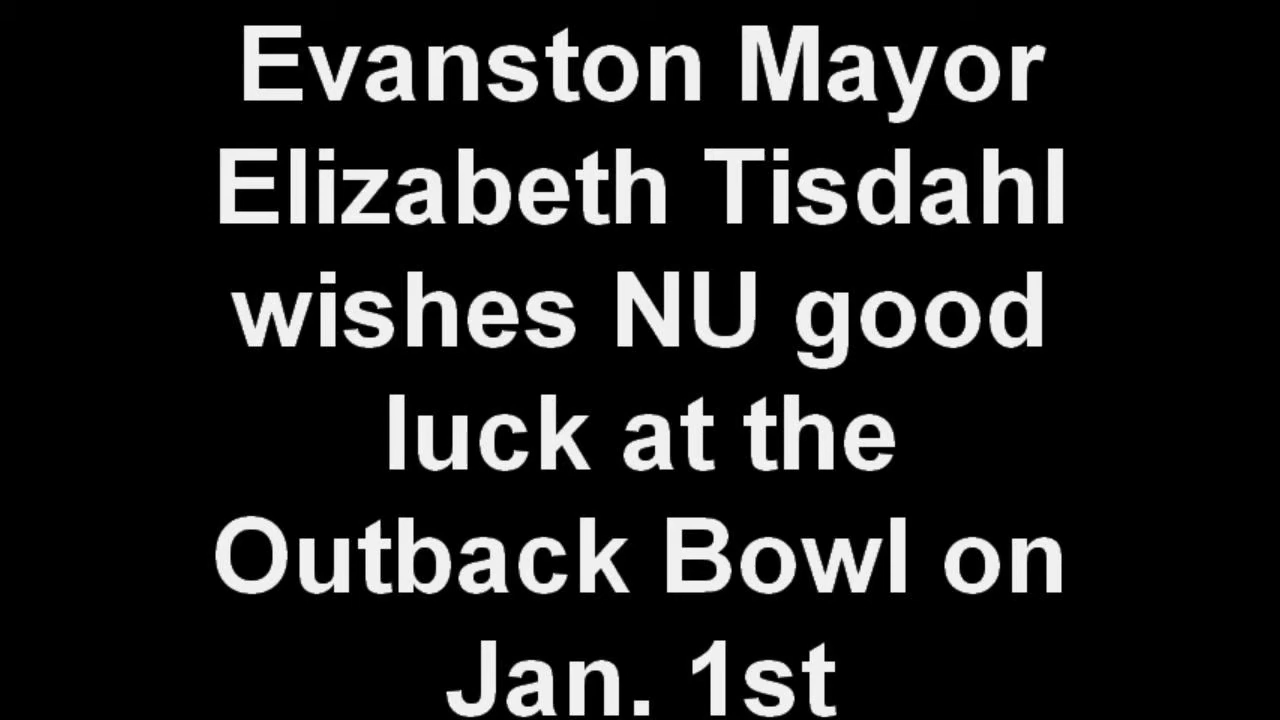 Evanston Mayor
Elizabeth Tisdahl
wishes NU good
luck at the
Outback Bowl on
Jan. 1st